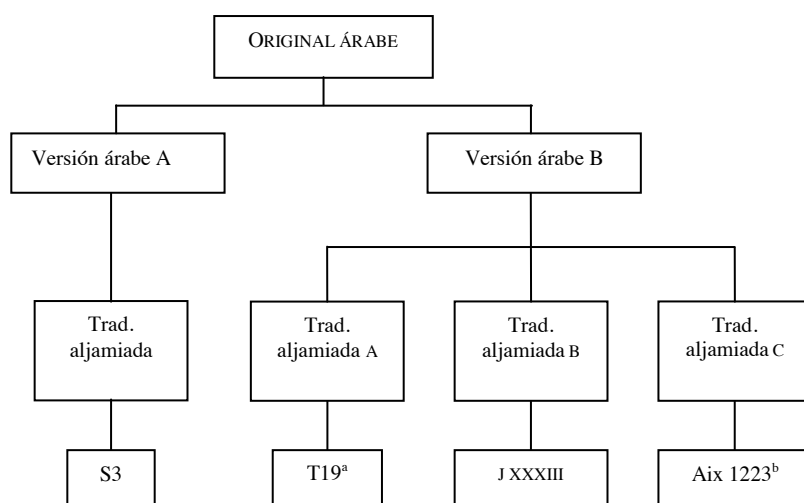 ORIGINAL ÁRABE
Versión árabe A
Versión árabe B
Trad.
aljamiada
Trad.
aljamiada A
Trad.
aljamiada B
Trad.
aljamiada C
S3
T19ᵃ
J XXXIII
Aix 1223ᵇ